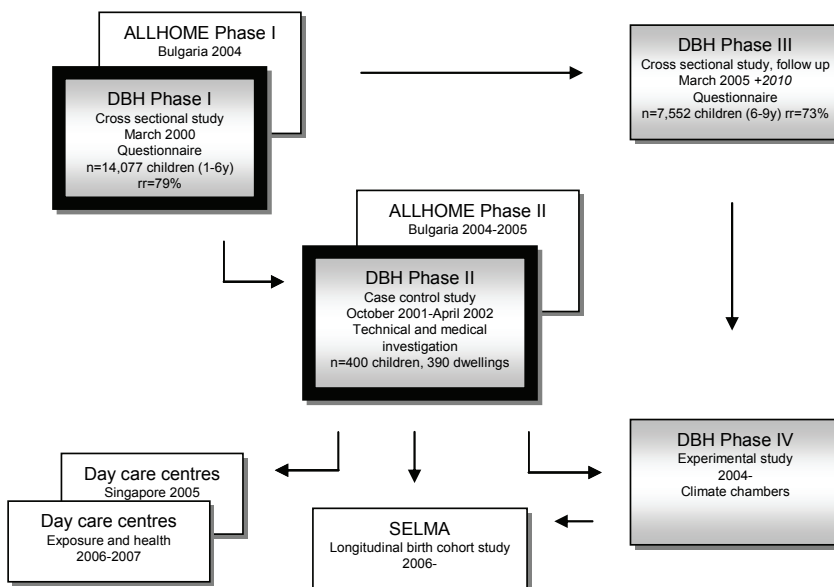 ALLHOME Phase I
Bulgaria 2004
DBH Phase I
Cross sectional study
March 2000
Questionnaire
n=14,077 children (1-6y)
rr=79%
DBH Phase III
Cross sectional study, follow up
March 2005 +2010
Questionnaire
n=7,552 children (6-9y) rr=73%
ALLHOME Phase II
Bulgaria 2004-2005
DBH Phase II
Case control study
October 2001-April 2002
Technical and medical
investigation
n=400 children, 390 dwellings
Day care centres
Singapore 2005
Day care centres
Exposure and health
2006-2007
SELMA
Longitudinal birth cohort study
2006-
DBH Phase IV
Experimental study
2004-
Climate chambers